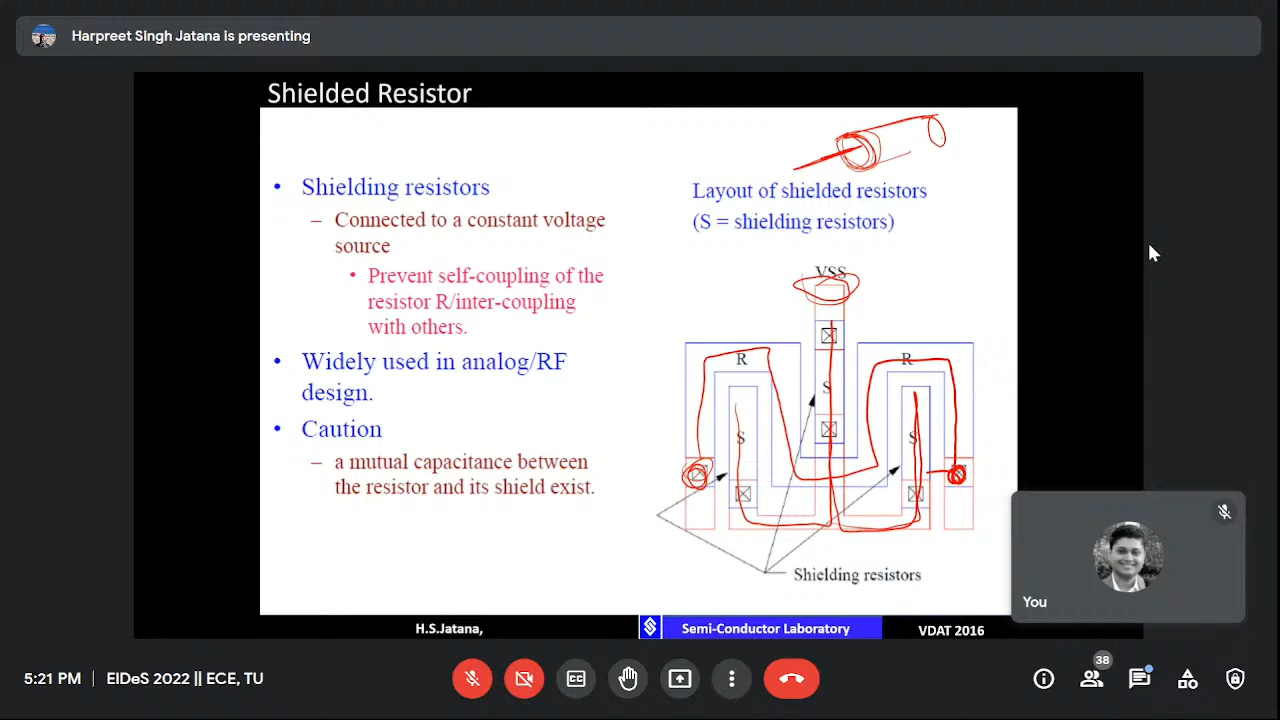 Harpreet Singh Jatana is presenting
Shielded Resistor
• Shielding resistors
– Connected to a constant voltage
source
• Prevent self-coupling of the
resistor R/inter-coupling
with others.
• Widely used in analog/RF
design.
• Caution
– a mutual capacitance between
the resistor and its shield exist.
Layout of shielded resistors
(S = shielding resistors)
VSS
R
R
S
S
S
Shielding resistors
H.S.Jatana,
Semi-Conductor Laboratory
VDAT 2016
You
5:21 PM | EIDeS 2022 || ECE, TU
CC
38